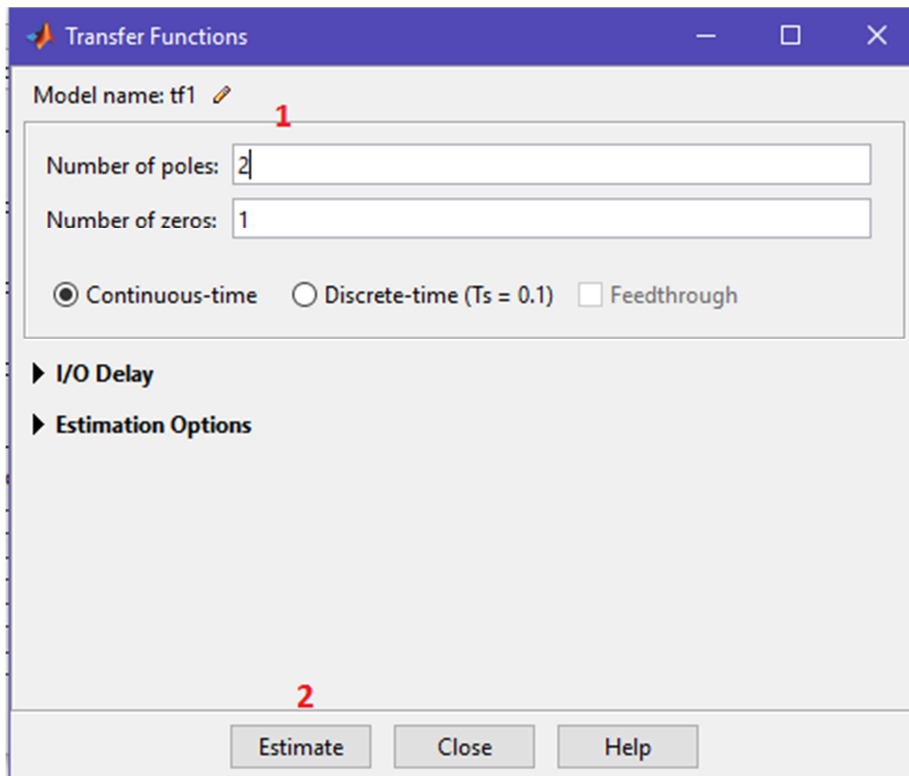 Transfer Functions
Model name: tf1
1
Number of poles: 2
Number of zeros: 1
Continuous-time Discrete-time (Ts = 0.1) Feedthrough
I/O Delay
Estimation Options
2
Estimate Close Help